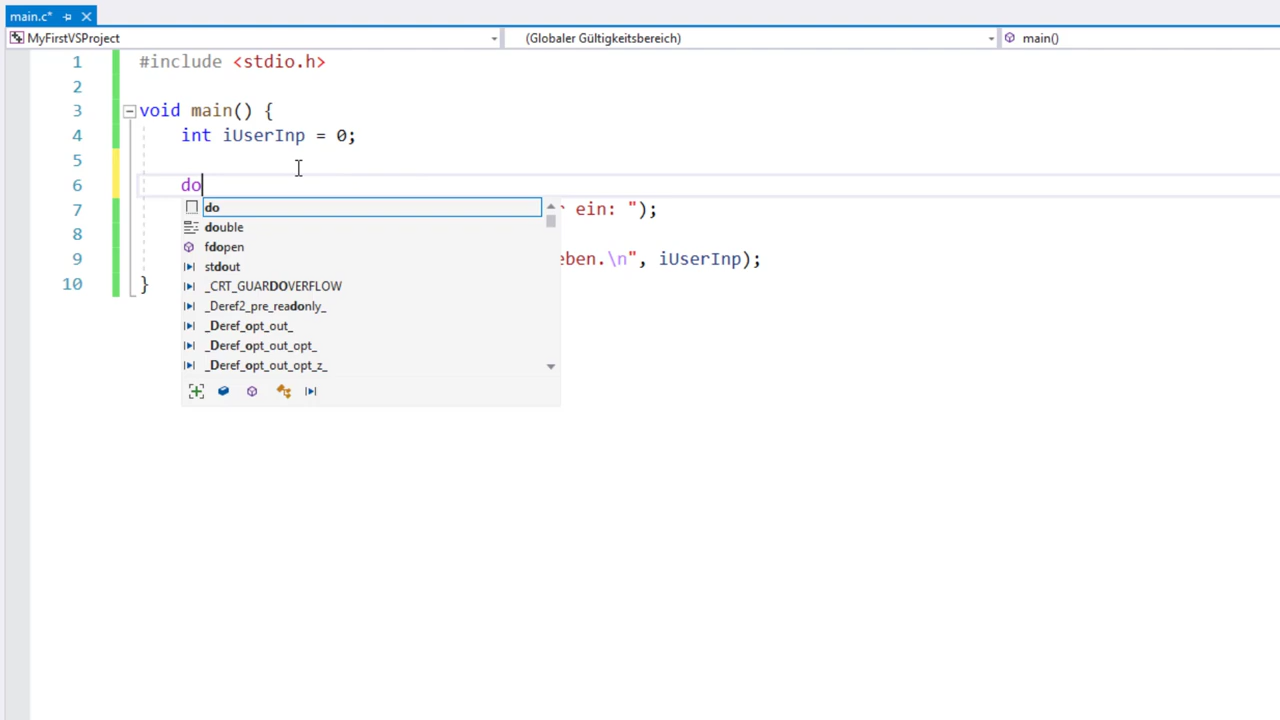 main.c*
MyFirstVSProject (Globaler Gültigkeitsbereich) main()
1 #include <stdio.h>
2
3 void main() {
4 int iUserInp = 0;
5
6 do
do
7 ein: ");
double
8
fdopen
9 \n", iUserInp);
stdout
10 }
_CRT_GUARDOVERFLOW
_Deref2_pre_readonly_
_Deref_opt_out_
_Deref_opt_out_opt_
_Deref_opt_out_opt_z_